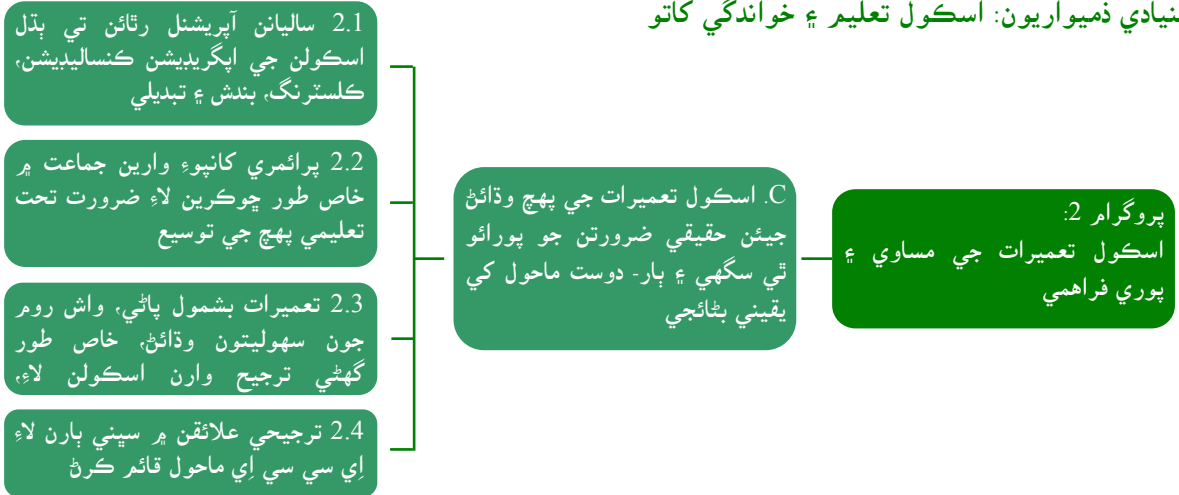 بنيادي ذميواريون: اسڪول تعليم ۽ خواندگي کاتو
پروگرام 2:
اسڪول تعميرات جي مساوي ۽
پوري فراهمي
C. اسڪول تعميرات جي پهچ وڌائڻ
جيئن حقيقي ضرورتن جو پورائو
ٿي سگهي ۽ ٻار- دوست ماحول کي
يقيني بڻائجي
2.1 ساليانن آپريشنل رٿائن تي ٻڌل
اسڪولن جي اپگريڊيشن ڪنساليڊيشن،
ڪلسٽرنگ، بندش ۽ تبديلي
2.2 پرائمري کانپوءِ وارين جماعت ۾
خاص طور ڇوڪرين لاءِ ضرورت تحت
تعليمي پهچ جي توسيع
2.3 تعميرات بشمول پاڻي، واش روم
جون سهوليتون وڌائڻ، خاص طور
گهڻي ترجيح وارن اسڪولن لاءِ،
2.4 ترجيحي علائقن ۾ سڀني ٻارن لاءِ
اِي سي سي اِي ماحول قائم ڪرڻ